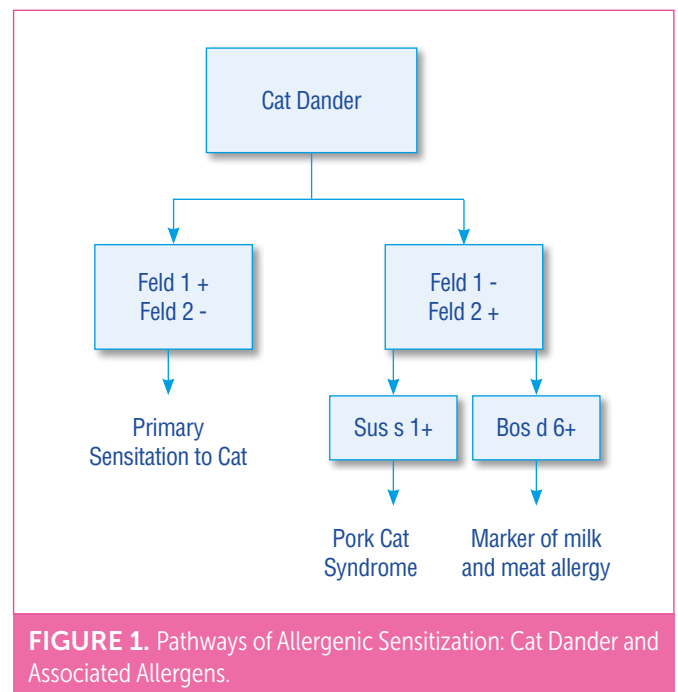 Cat Dander
Feld 1 +
Feld 2 -
Feld 1 -
Feld 2 +
Primary
Sensitation to Cat
Sus s 1+
Bos d 6+
Pork Cat
Syndrome
Marker of milk
and meat allergy
FIGURE 1. Pathways of Allergenic Sensitization: Cat Dander and
Associated Allergens.